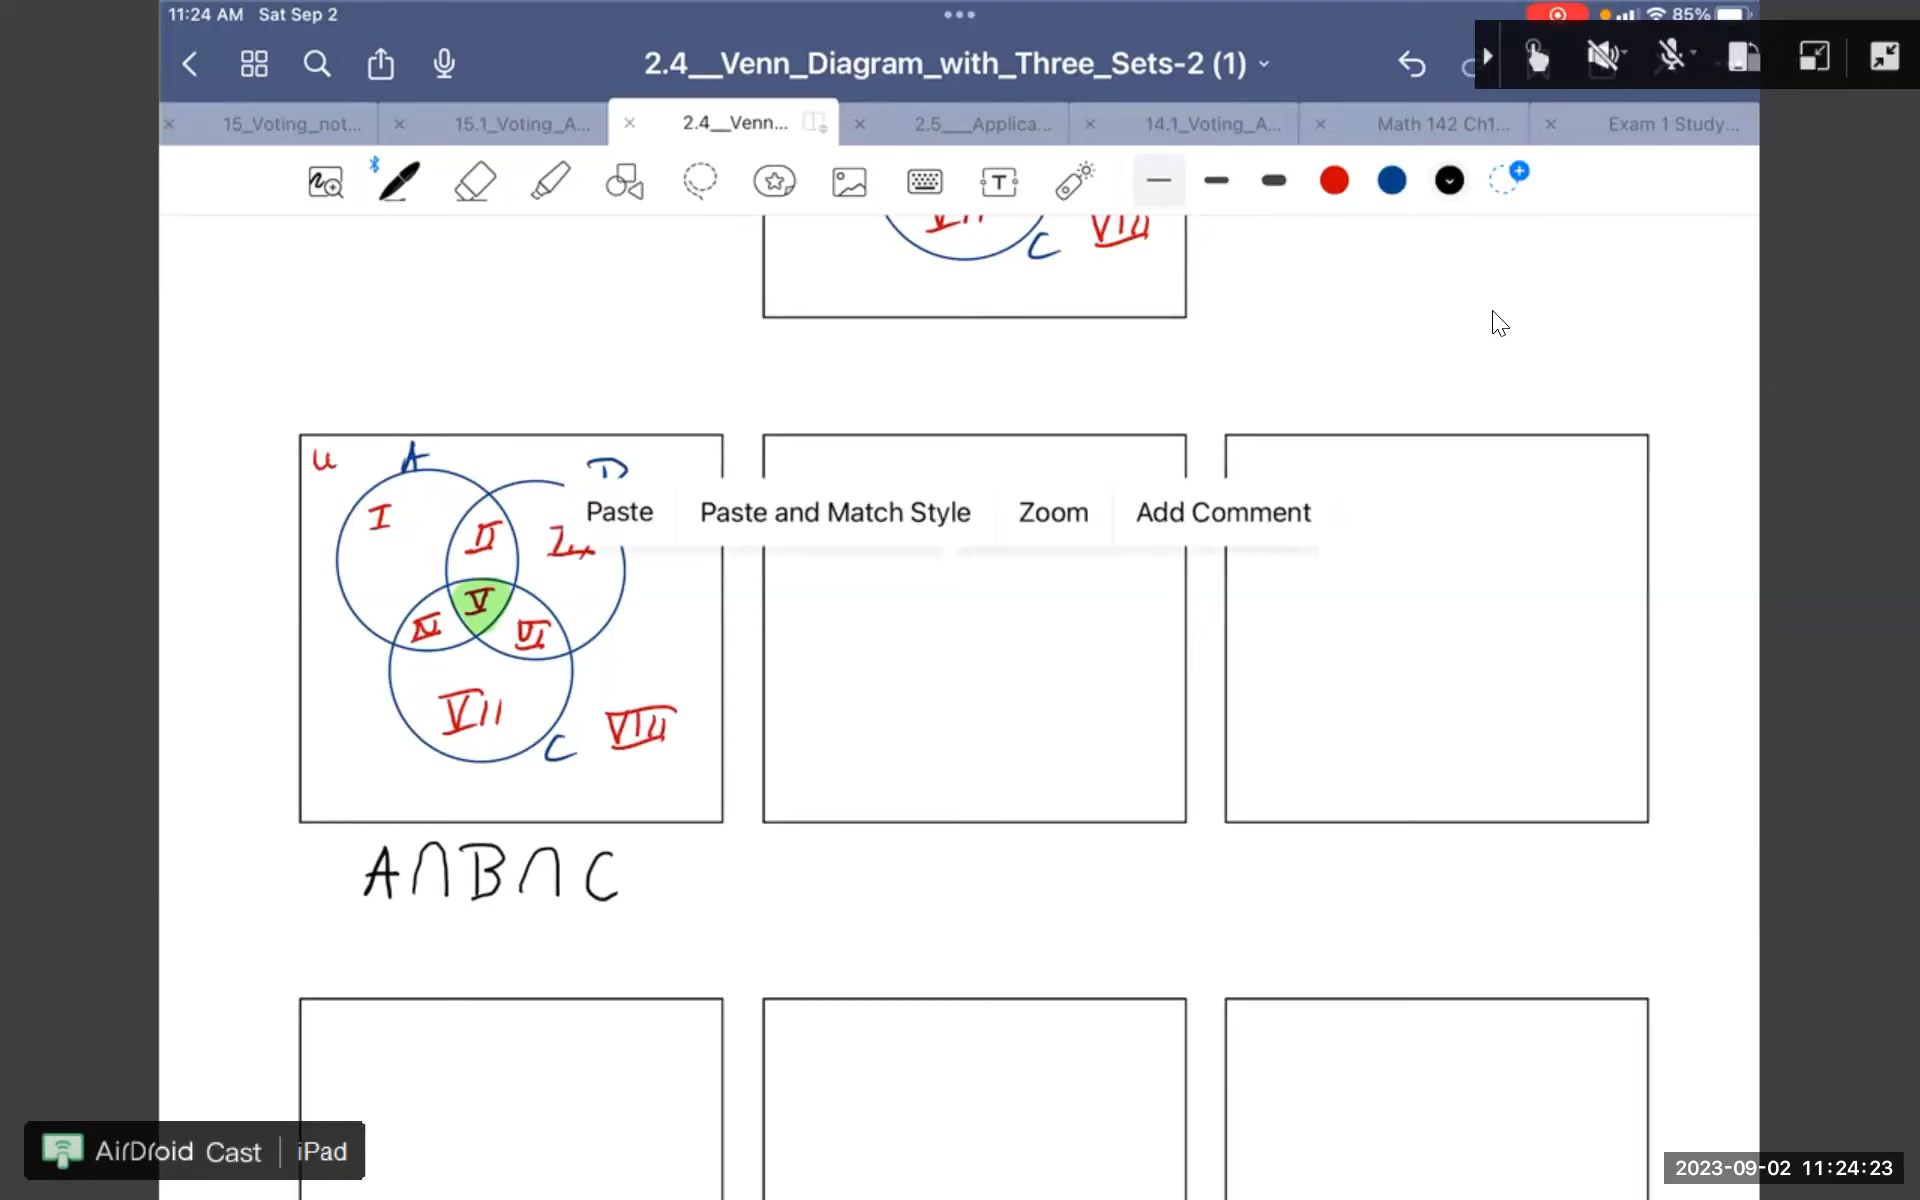 11:24 AM Sat Sep 2
85%
2.4__Venn_Diagram_with_Three_Sets-2 (1)
15_Voting_not...
15.1_Voting_A...
2.4__Venn...
2.5___Applica...
14.1_Voting_A...
Math 142 Ch1...
Exam 1 Study...
T
VIII
C
U
A
Paste
Paste and Match Style
Zoom
Add Comment
I
II
V
IV
VI
VII
VIII
C
A∩B∩C
AirDroid Cast | iPad
2023-09-02 11:24:23